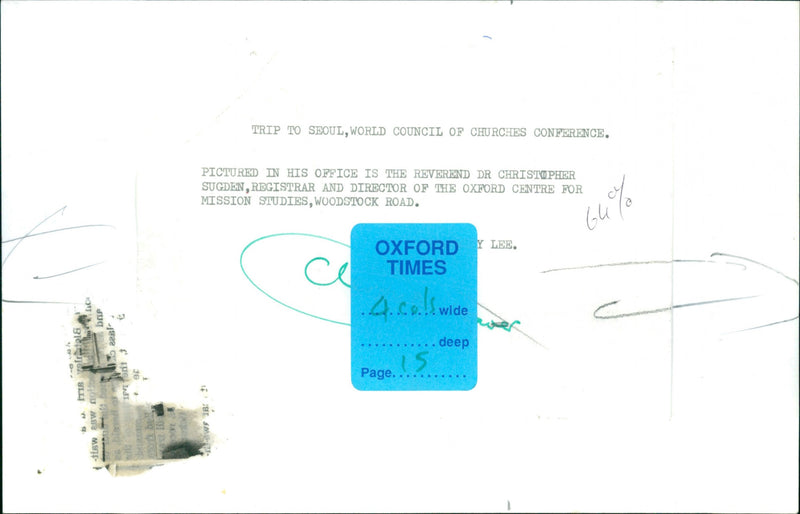 TRIP TO SEOUL,WORLD COUNCIL OF CHURCHES CONFERENCE.
PICTURED IN HIS OFFICE IS THE REVEREND DR CHRISTOPHER
SUGDEN,REGISTRAR AND DIRECTOR OF THE OXFORD CENTRE FOR
MISSION STUDIES,WOODSTOCK ROAD.
64%
Y LEE.
OXFORD
TIMES
4 cols wide
...........deep
Page 15